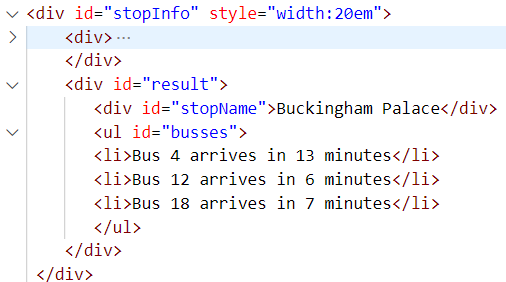 <div id="stopInfo" style="width:20em">
<div>…
</div>
<div id="result">
<div id="stopName">Buckingham Palace</div>
<ul id="busses">
<li>Bus 4 arrives in 13 minutes</li>
<li>Bus 12 arrives in 6 minutes</li>
<li>Bus 18 arrives in 7 minutes</li>
</ul>
</div>
</div>